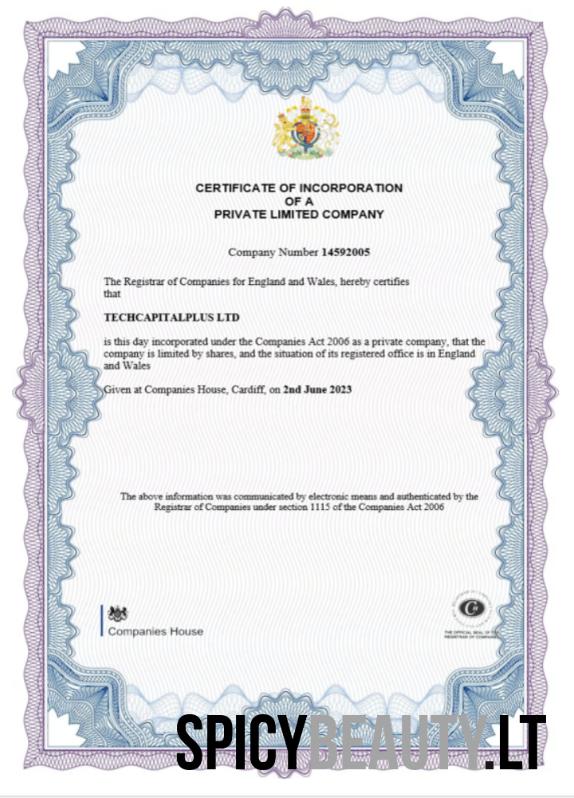 CERTIFICATE OF INCORPORATION
OF A
PRIVATE LIMITED COMPANY
Company Number 14592005
The Registrar of Companies for England and Wales, hereby certifies
that
TECHCAPITALPLUS LTD
is this day incorporated under the Companies Act 2006 as a private company, that the
company is limited by shares, and the situation of its registered office is in England
and Wales
Given at Companies House, Cardiff, on 2nd June 2023
The above information was communicated by electronic means and authenticated by the
Registrar of Companies under section 1115 of the Companies Act 2006
Companies House
THE OFFICIAL SEAL OF THE
REGISTRAR OF COMPANIES
SPICYBEAUTY.LT